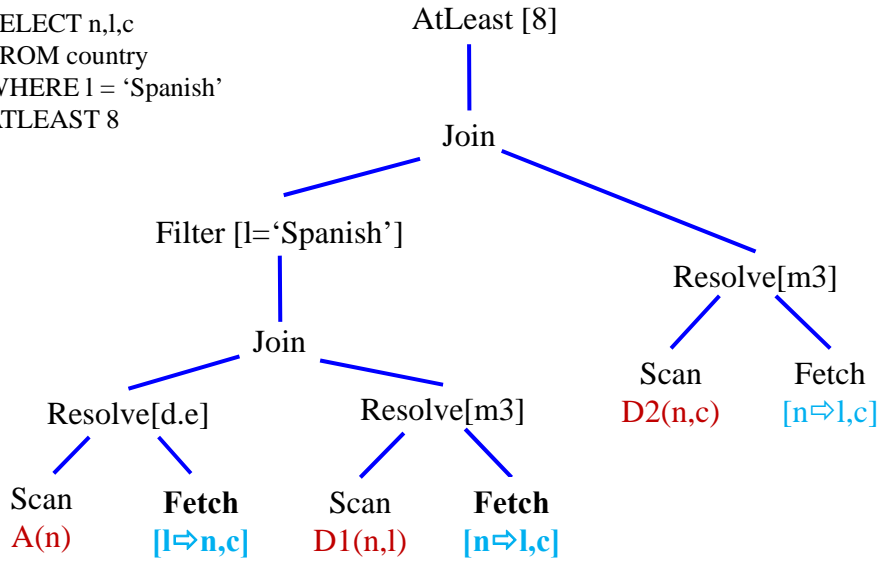 ELECT n,l,c
ROM country
WHERE l = ‘Spanish’
ATLEAST 8
AtLeast [8]
Join
Filter [l=‘Spanish’]
Resolve[m3]
Join
Scan
D2(n,c)
Fetch
[n⇨l,c]
Resolve[d.e]
Resolve[m3]
Scan
A(n)
Fetch
[l⇨n,c]
Scan
D1(n,l)
Fetch
[n⇨l,c]